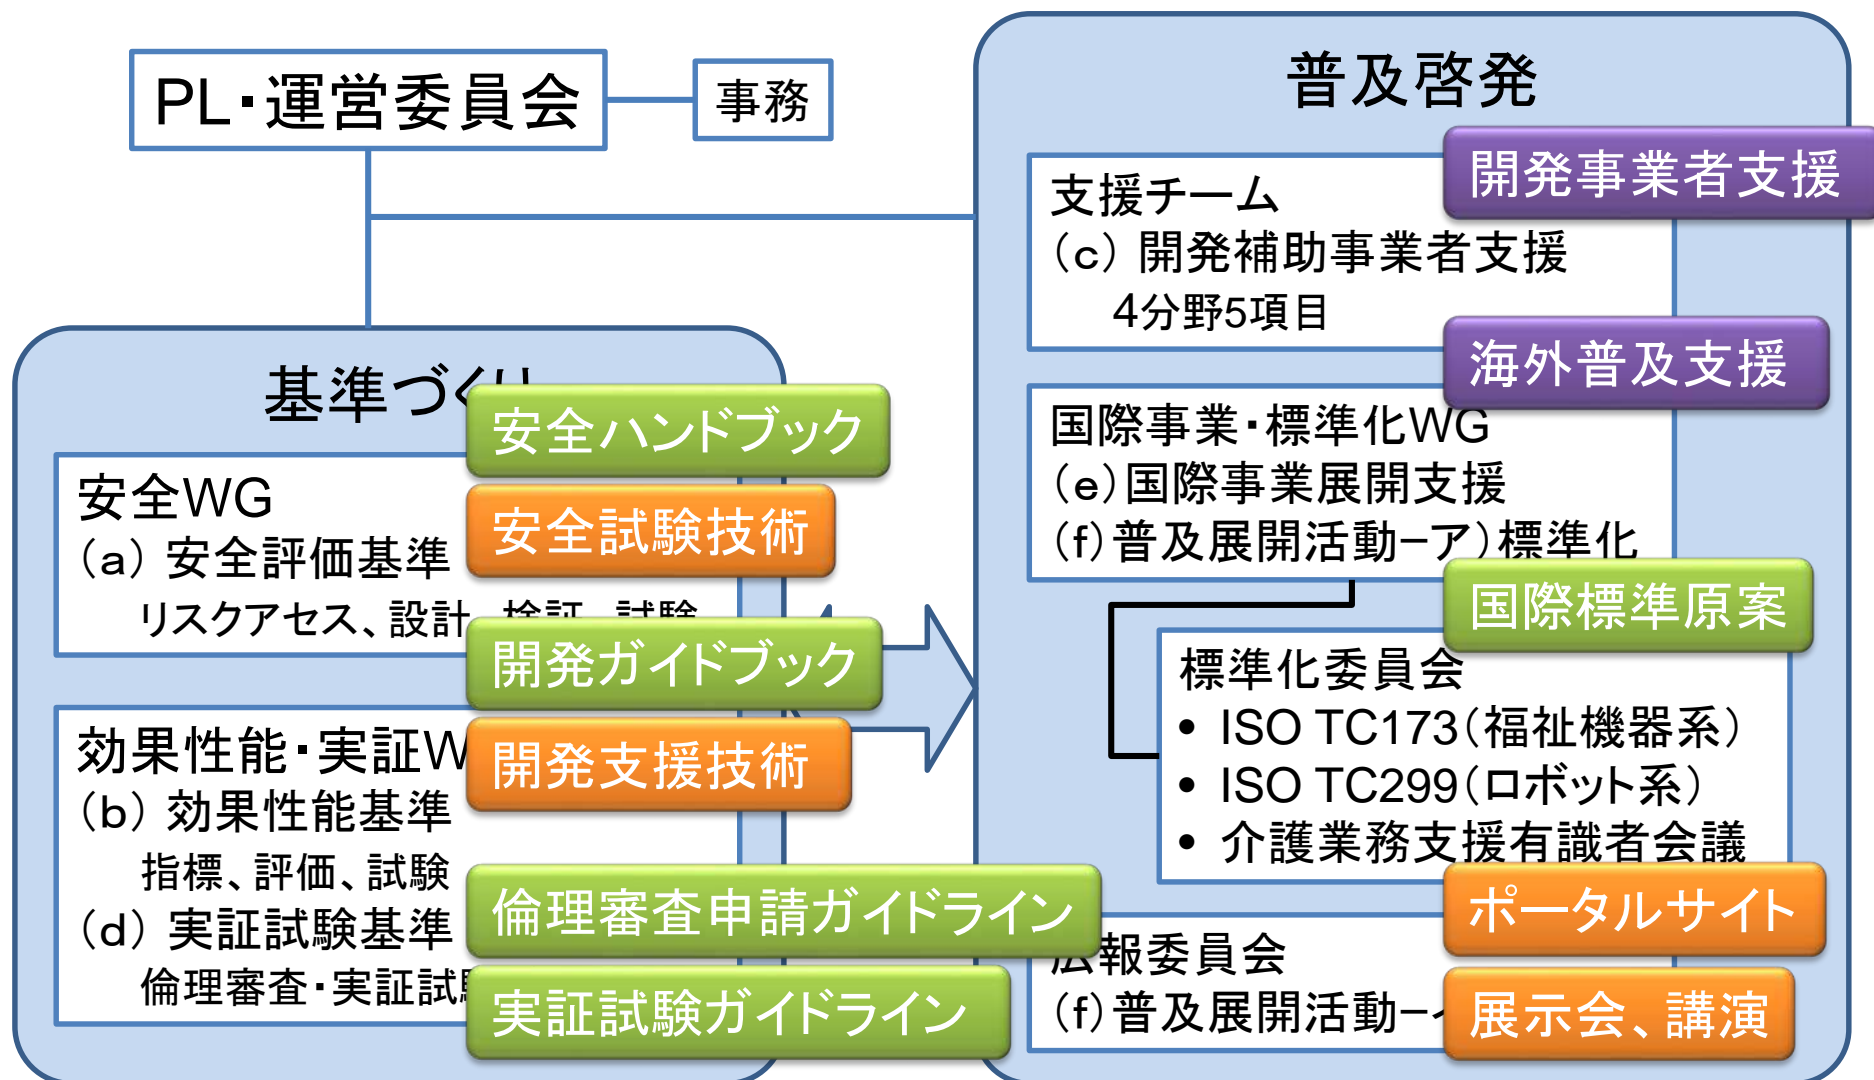 PL・運営委員会
事務
普及啓発
開発事業者支援
支援チーム
(c) 開発補助事業者支援
4分野5項目
海外普及支援
国際事業・標準化WG
(e)国際事業展開支援
(f)普及展開活動ーア)標準化
国際標準原案
標準化委員会
• ISO TC173(福祉機器系)
• ISO TC299(ロボット系)
• 介護業務支援有識者会議
ポータルサイト
広報委員会
(f)普及展開活動ー
展示会、講演
基準づくり
安全ハンドブック
安全WG
安全試験技術
(a) 安全評価基準
リスクアセス、設計、検証、試験
開発ガイドブック
効果性能・実証W
開発支援技術
(b) 効果性能基準
指標、評価、試験
倫理審査申請ガイドライン
(d) 実証試験基準
倫理審査・実証試験
実証試験ガイドライン